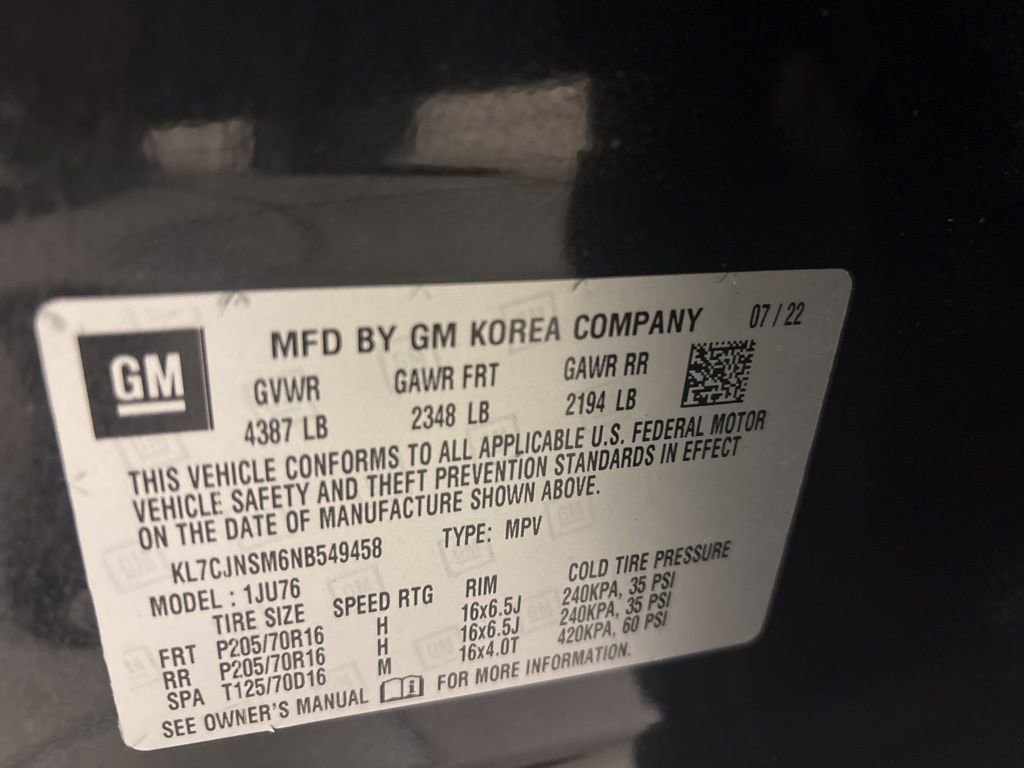 GM
MFD BY GM KOREA COMPANY 07 / 22
GVWR GAWR FRT GAWR RR
4387 LB 2348 LB 2194 LB
THIS VEHICLE CONFORMS TO ALL APPLICABLE U.S. FEDERAL MOTOR
VEHICLE SAFETY AND THEFT PREVENTION STANDARDS IN EFFECT
ON THE DATE OF MANUFACTURE SHOWN ABOVE.
KL7CJNSM6NB549458 TYPE: MPV
MODEL : 1JU76
TIRE SIZE SPEED RTG RIM COLD TIRE PRESSURE
FRT P205/70R16 H 16x6.5J 240KPA, 35 PSI
RR P205/70R16 H 16x6.5J 240KPA, 35 PSI
SPA T125/70D16 M 16x4.0T 420KPA, 60 PSI
SEE OWNER'S MANUAL i FOR MORE INFORMATION.